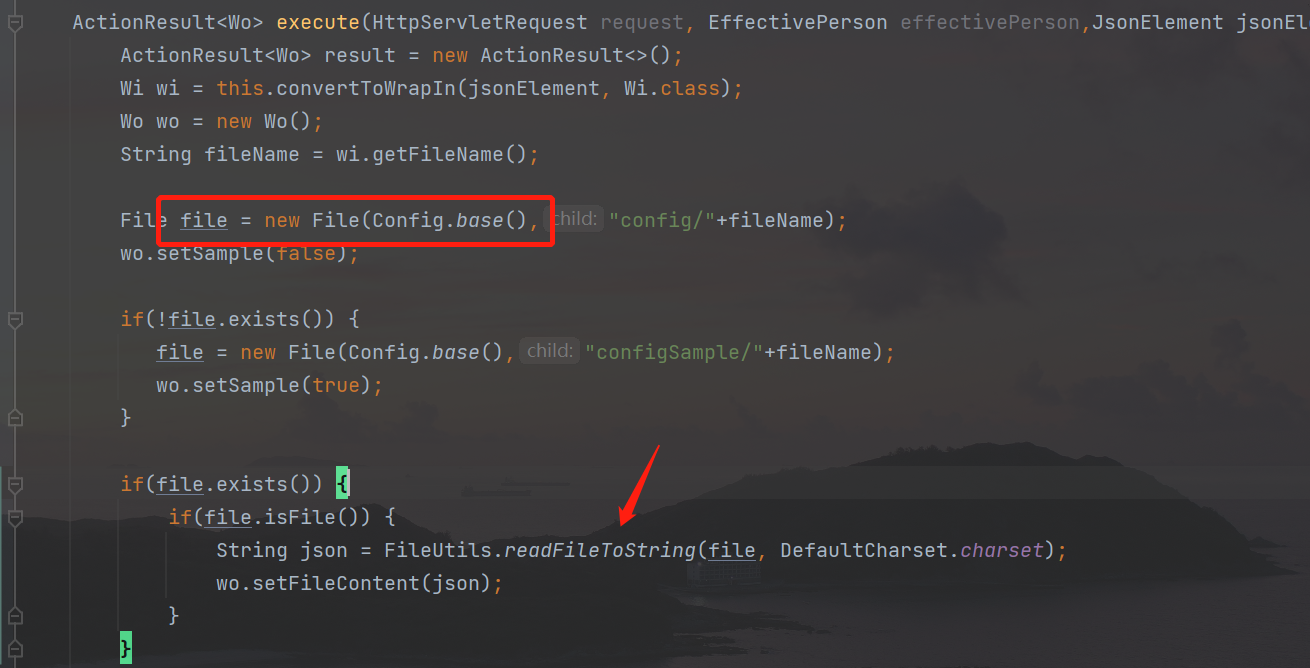 ActionResult<Wo> execute(HttpServletRequest request, EffectivePerson effectivePerson,JsonElement jsonEl
ActionResult<Wo> result = new ActionResult<>();
Wi wi = this.convertToWrapIn(jsonElement, Wi.class);
Wo wo = new Wo();
String fileName = wi.getFileName();
File file = new File(Config.base(), child: "config/"+fileName);
wo.setSample(false);
if(!file.exists()) {
file = new File(Config.base(), child: "configSample/"+fileName);
wo.setSample(true);
}
if(file.exists()) {
if(file.isFile()) {
String json = FileUtils.readFileToString(file, DefaultCharset.charset);
wo.setFileContent(json);
}
}